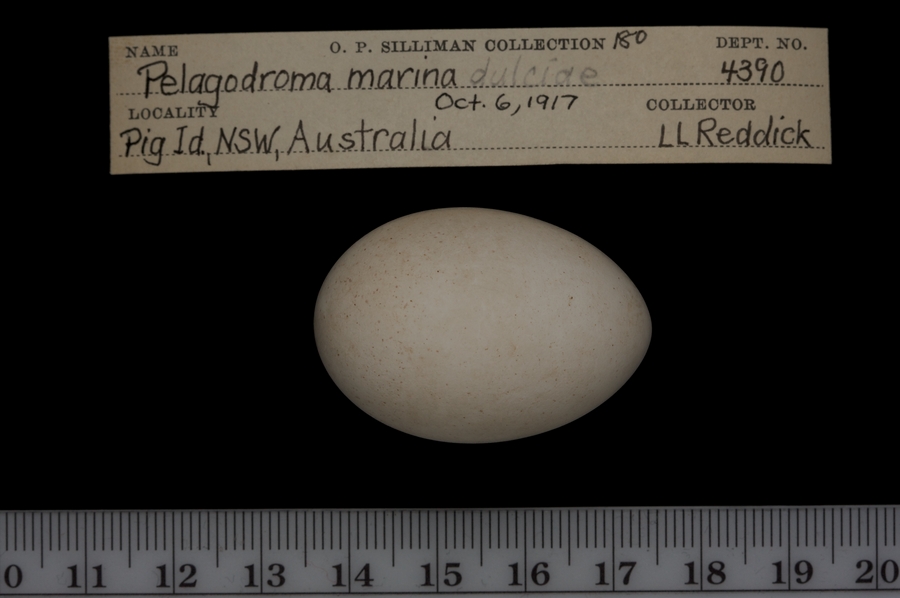 NAME O. P. SILLIMAN COLLECTION 180 DEPT. NO.
Pelagodroma marina dulciae 4390
LOCALITY Oct. 6, 1917 COLLECTOR
Pig Id., NSW, Australia LL Reddick
0 11 12 13 14 15 16 17 18 19 20